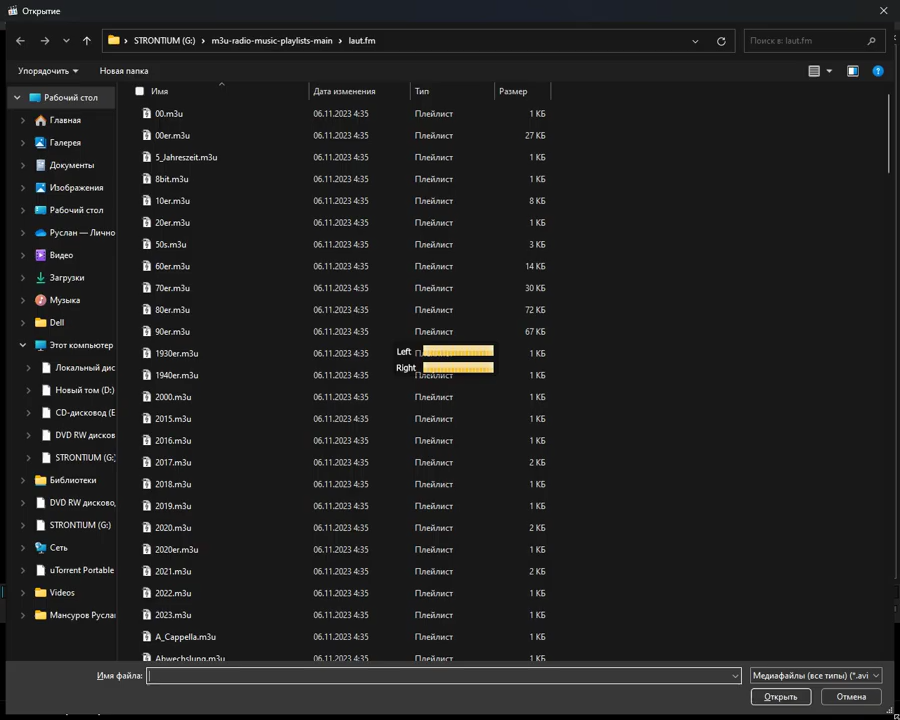 Открытие
STRONTIUM (G:) › m3u-radio-music-playlists-main › laut.fm
Поиск в: laut.fm
Упорядочить
Новая папка
Имя Дата изменения Тип Размер
Рабочий стол
Главная
Галерея
Документы
Изображения
Рабочий стол
Руслан — Лично
Видео
Загрузки
Музыка
Dell
Этот компьютер
Локальный дис
Новый том (D:)
CD-дисковод (E
DVD RW дисков
STRONTIUM (G:
Библиотеки
DVD RW дисково,
STRONTIUM (G:)
Сеть
uTorrent Portable
Videos
Мансуров Руслан
00.m3u 06.11.2023 4:35 Плейлист 1 КБ
00er.m3u 06.11.2023 4:35 Плейлист 27 КБ
5_Jahreszeit.m3u 06.11.2023 4:35 Плейлист 1 КБ
8bit.m3u 06.11.2023 4:35 Плейлист 1 КБ
10er.m3u 06.11.2023 4:35 Плейлист 8 КБ
20er.m3u 06.11.2023 4:35 Плейлист 1 КБ
50s.m3u 06.11.2023 4:35 Плейлист 3 КБ
60er.m3u 06.11.2023 4:35 Плейлист 14 КБ
70er.m3u 06.11.2023 4:35 Плейлист 30 КБ
80er.m3u 06.11.2023 4:35 Плейлист 72 КБ
90er.m3u 06.11.2023 4:35 Плейлист 67 КБ
1930er.m3u 06.11.2023 4:35 1 КБ
Left
Right
1940er.m3u 06.11.2023 4:35 Плейлист 1 КБ
2000.m3u 06.11.2023 4:35 Плейлист 1 КБ
2015.m3u 06.11.2023 4:35 Плейлист 1 КБ
2016.m3u 06.11.2023 4:35 Плейлист 1 КБ
2017.m3u 06.11.2023 4:35 Плейлист 2 КБ
2018.m3u 06.11.2023 4:35 Плейлист 1 КБ
2019.m3u 06.11.2023 4:35 Плейлист 1 КБ
2020.m3u 06.11.2023 4:35 Плейлист 2 КБ
2020er.m3u 06.11.2023 4:35 Плейлист 1 КБ
2021.m3u 06.11.2023 4:35 Плейлист 2 КБ
2022.m3u 06.11.2023 4:35 Плейлист 1 КБ
2023.m3u 06.11.2023 4:35 Плейлист 1 КБ
A_Cappella.m3u 06.11.2023 4:35 Плейлист 1 КБ
Abwechslung.m3u 06.11.2023 4:35 Плейлист 1 КБ
Имя файла:
Медиафайлы (все типы) (*.avi
Открыть
Отмена